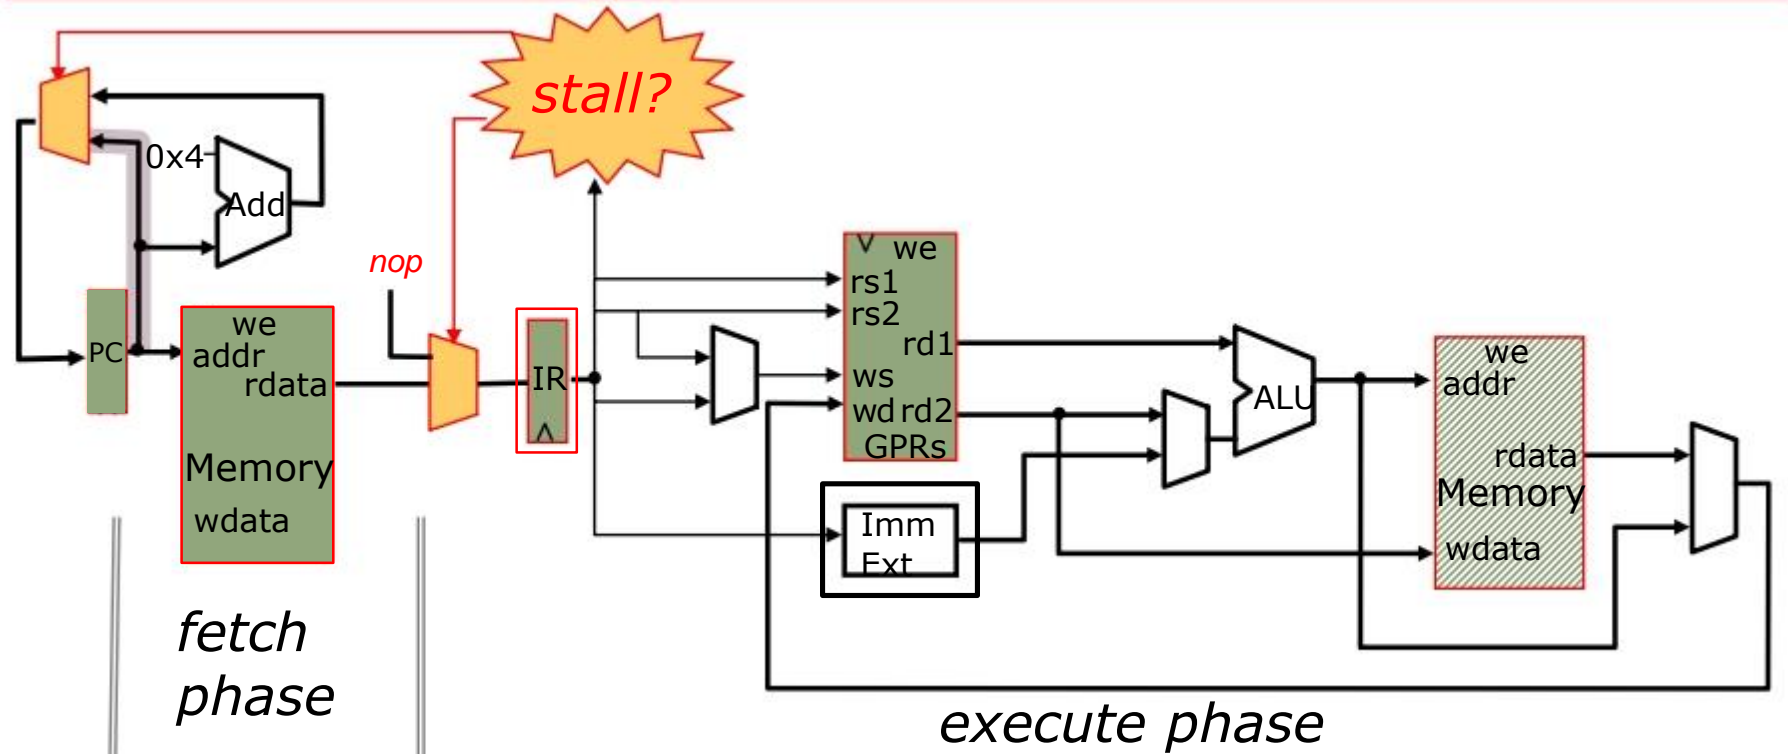 stall?
0x4
Add
nop
PC
we
addr
rdata
Memory
wdata
IR
we
rs1
rs2
rd1
ws
wd rd2
GPRs
Imm
Ext
ALU
we
addr
rdata
Memory
wdata
fetch
phase
execute phase